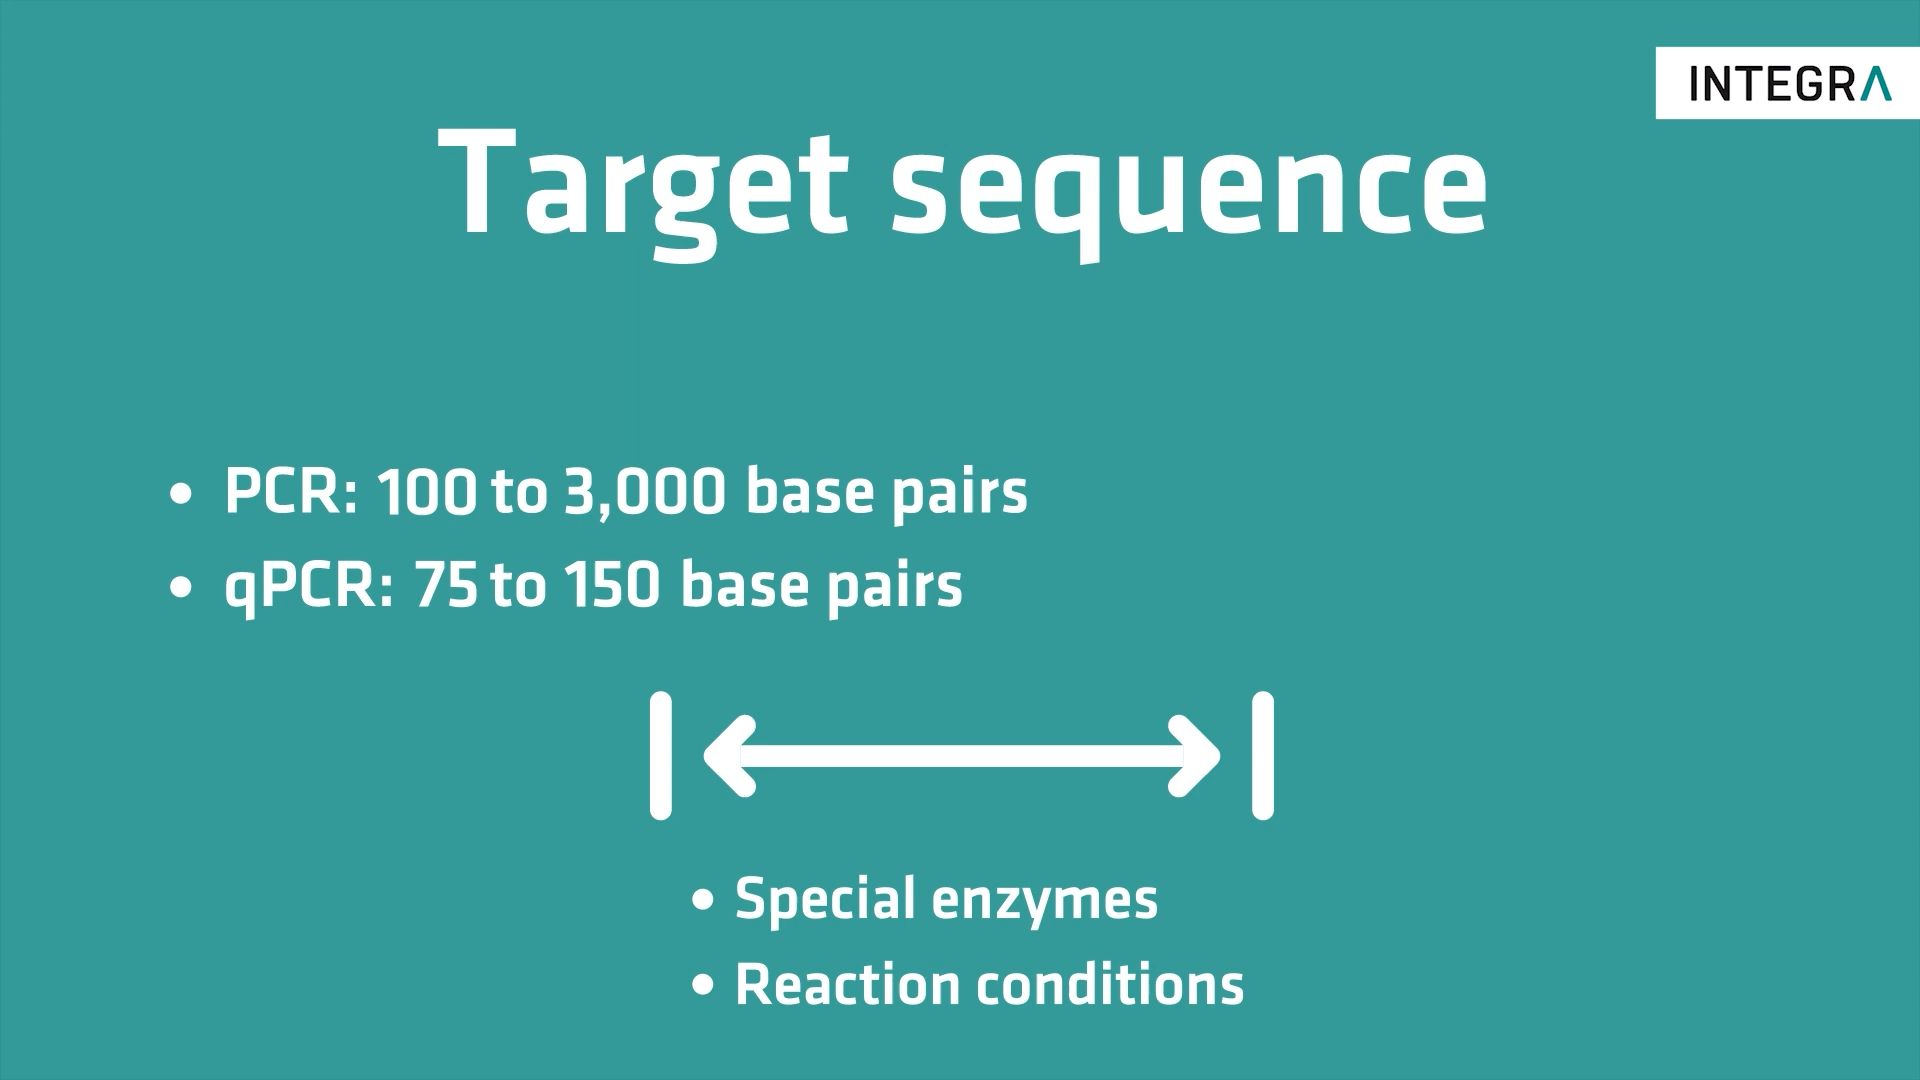 INTEGRA
Target sequence
• PCR: 100 to 3,000 base pairs
• qPCR: 75 to 150 base pairs
• Special enzymes
• Reaction conditions